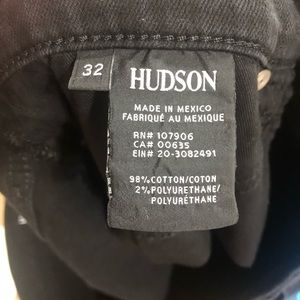 32
HUDSON
MADE IN MEXICO
FABRIQUÉ AU MEXIQUE
RN# 107906
CA# 00635
EIN# 20-3082491
98% COTTON/COTON
2% POLYURETHANE/
POLYURÉTHANE/